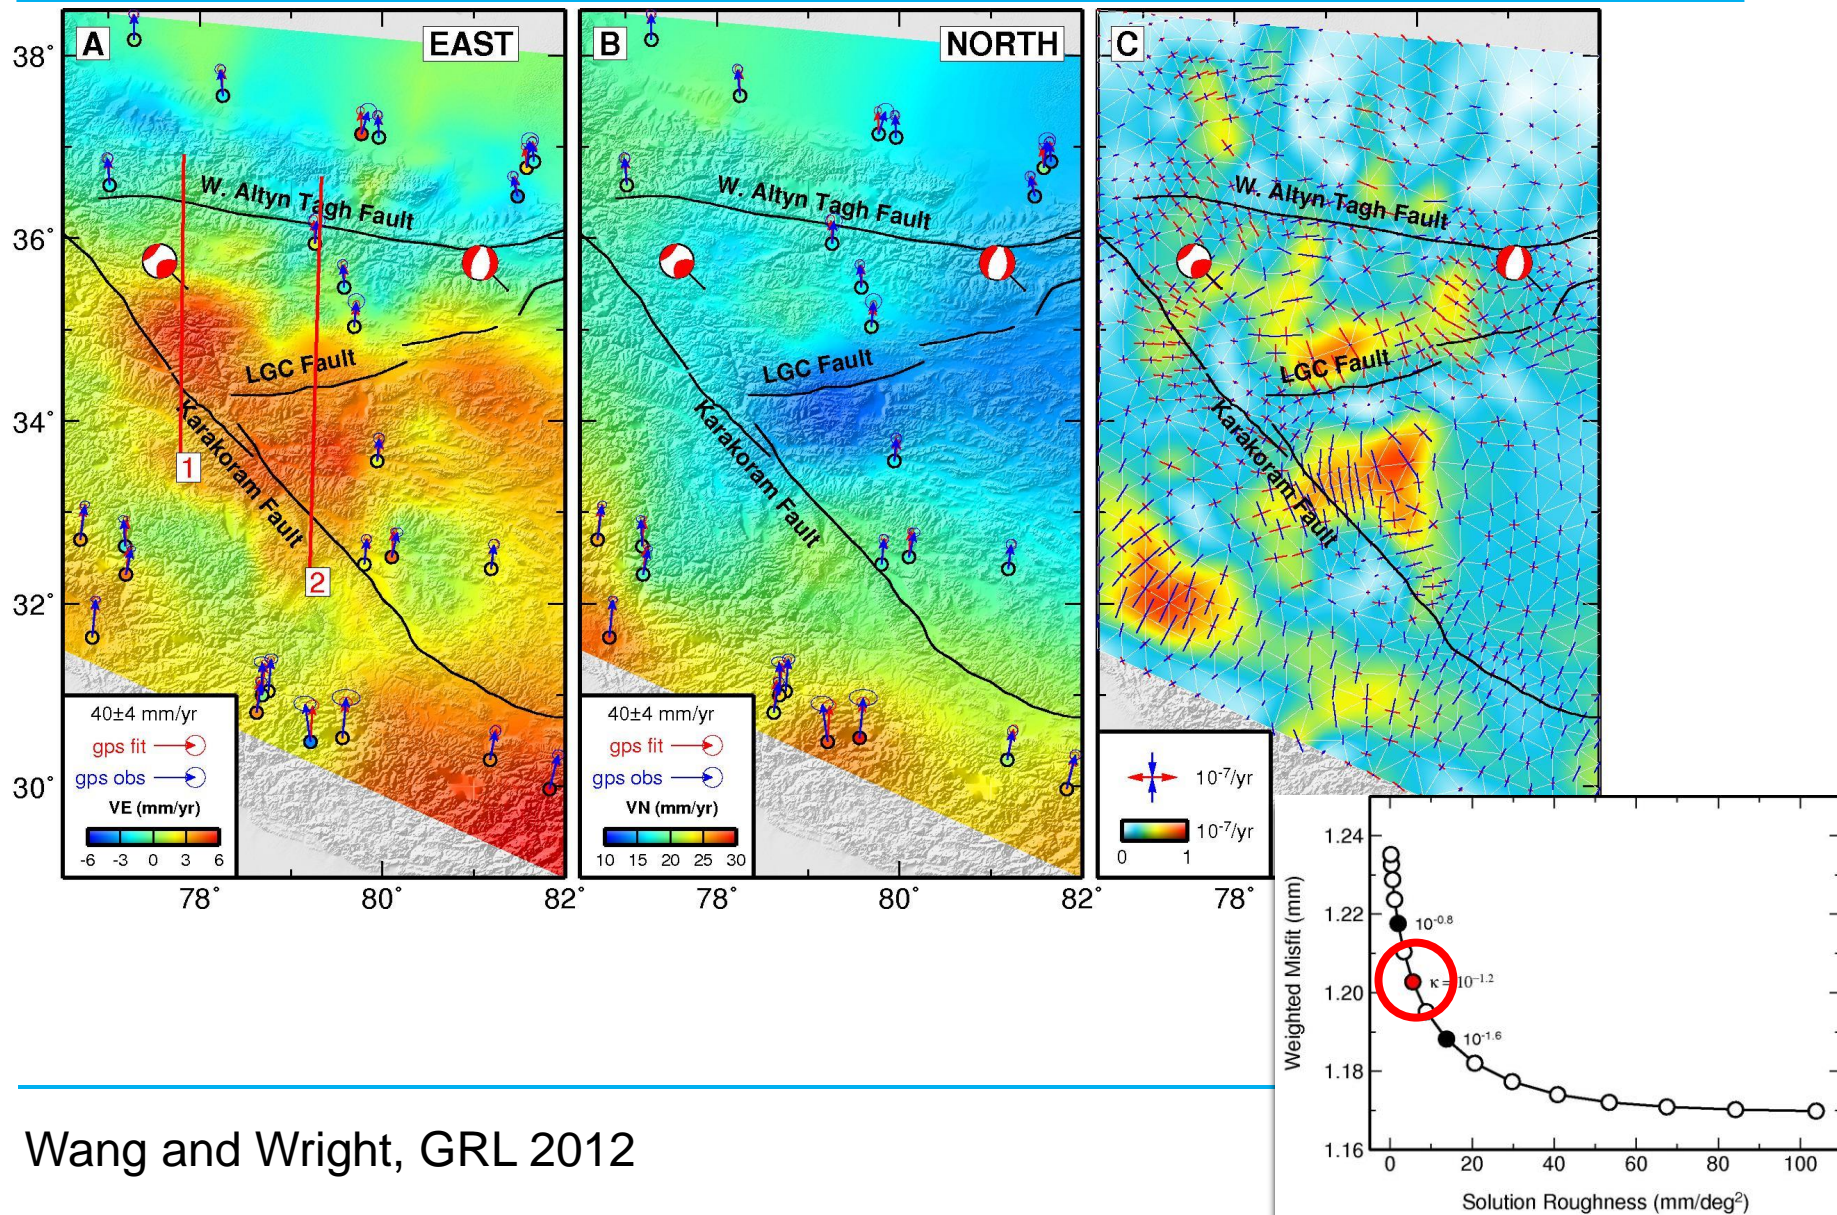 A
EAST
B
NORTH
C
38°
36°
34°
32°
30°
W. Altyn Tagh Fault
LGC Fault
Karakoram Fault
1
2
40±4 mm/yr
gps fit
gps obs
VE (mm/yr)
-6 -3 0 3 6
78° 80° 82°
W. Altyn Tagh Fault
LGC Fault
Karakoram Fault
40±4 mm/yr
gps fit
gps obs
VN (mm/yr)
10 15 20 25 30
78° 80° 82°
W. Altyn Tagh Fault
LGC Fault
Karakoram Fault
10⁻⁷/yr
10⁻⁷/yr
0 1
78°
Weighted Misfit (mm)
1.24
1.22
1.20
1.18
1.16
10⁻⁰·⁸
κ = 10⁻¹·²
10⁻¹·⁶
0 20 40 60 80 100
Solution Roughness (mm/deg²)
Wang and Wright, GRL 2012